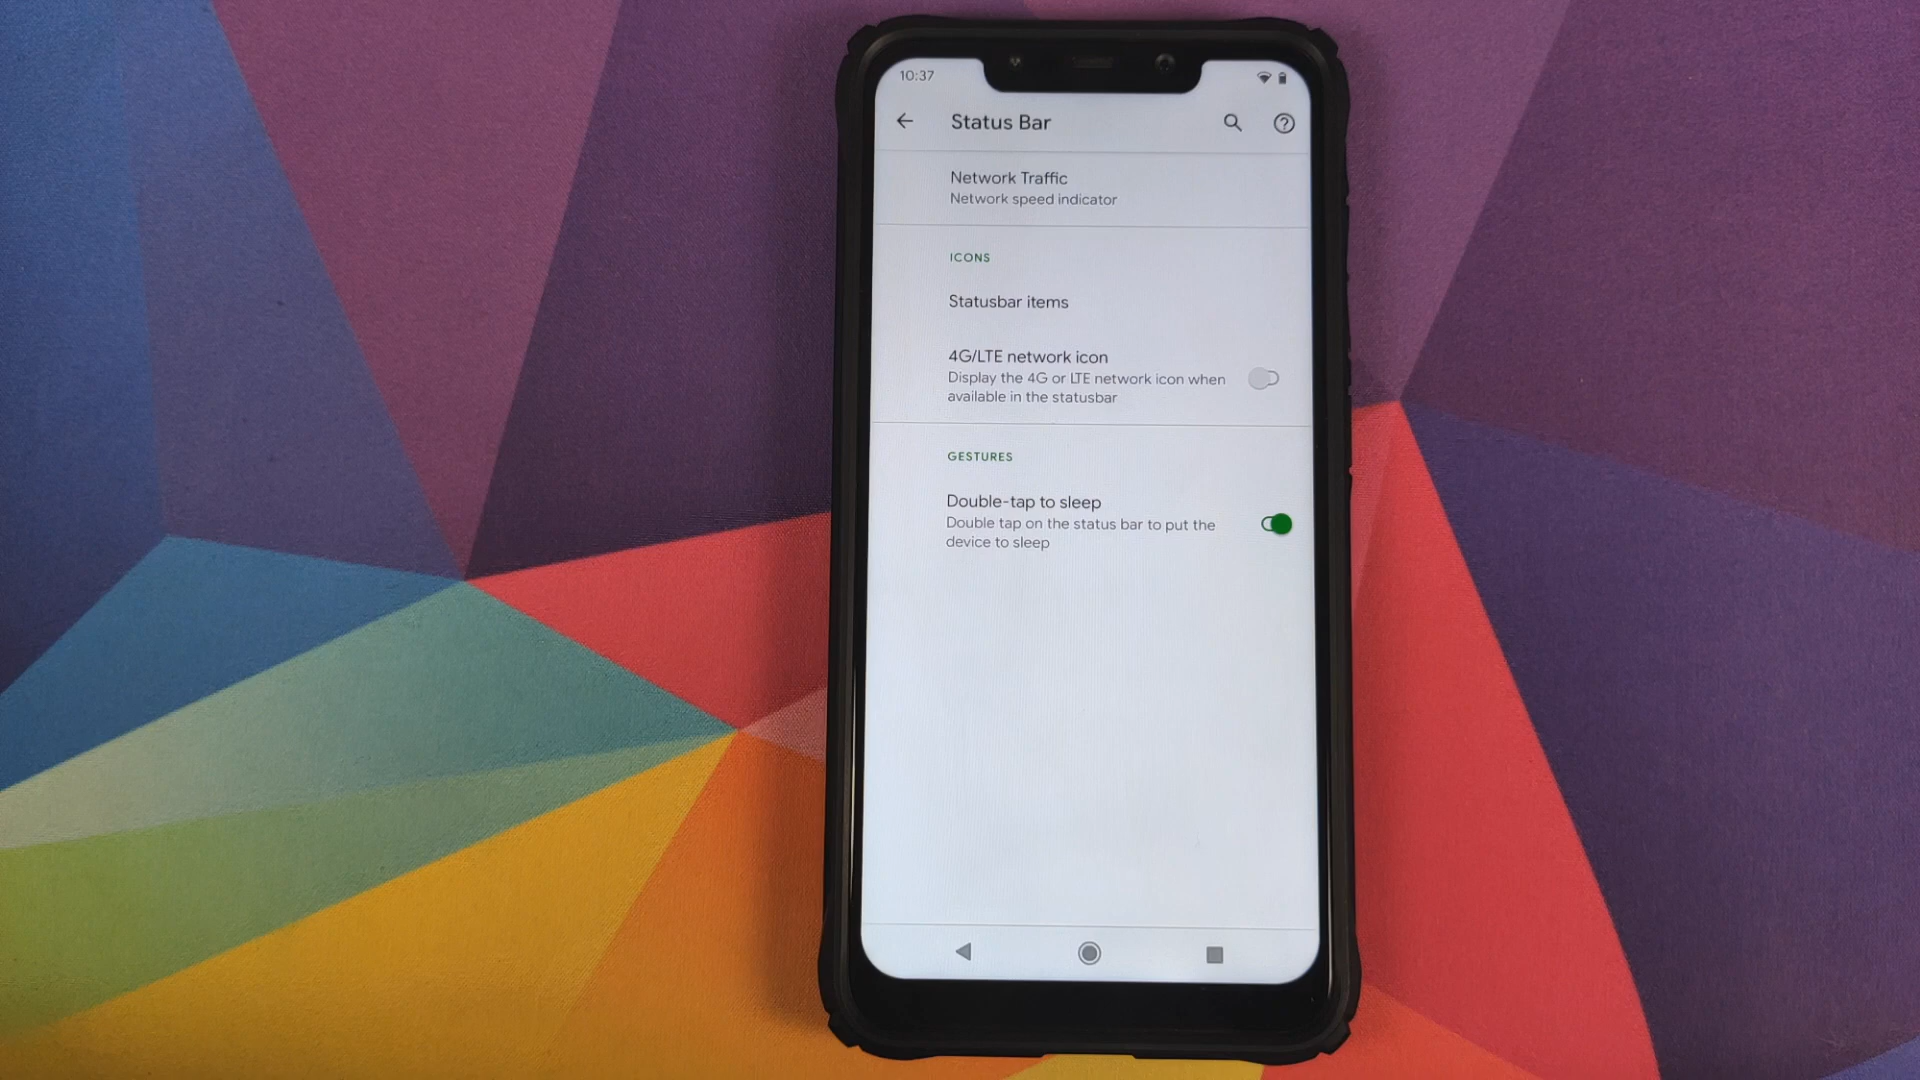 10:37
Status Bar
Network Traffic
Network speed indicator
ICONS
Statusbar items
4G/LTE network icon
Display the 4G or LTE network icon when
available in the statusbar
GESTURES
Double-tap to sleep
Double tap on the status bar to put the
device to sleep